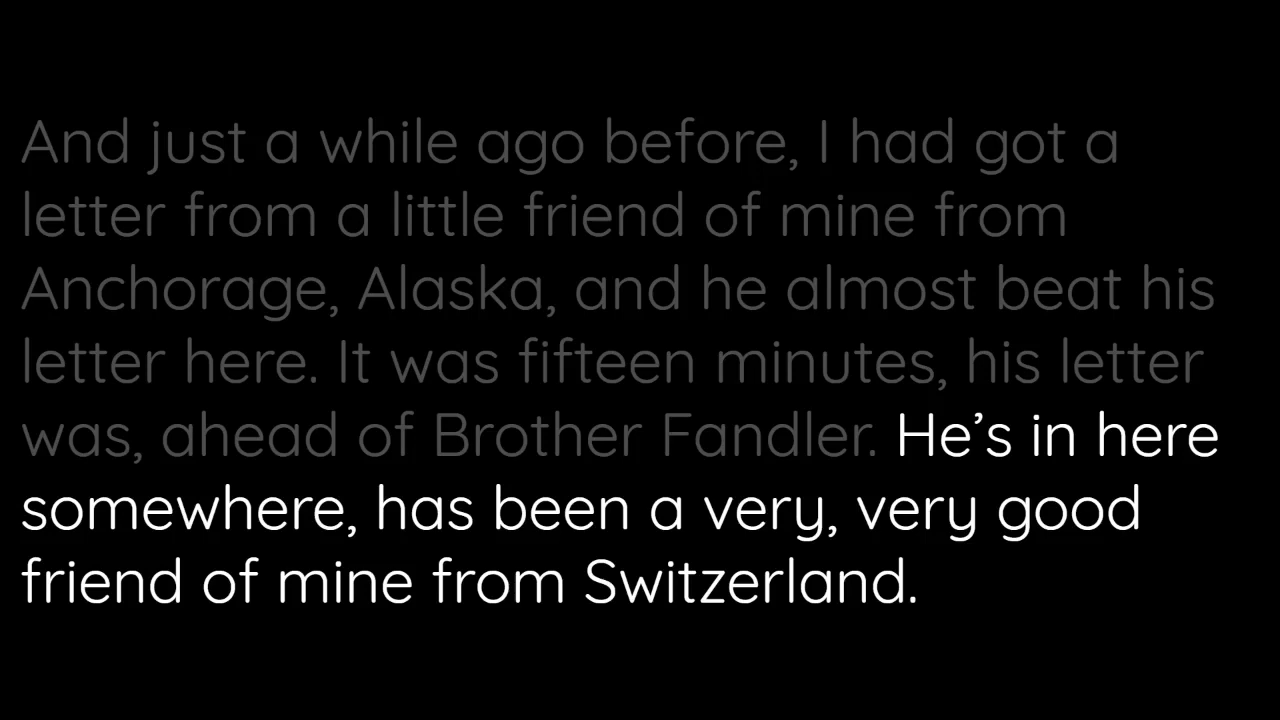 And just a while ago before, I had got a
letter from a little friend of mine from
Anchorage, Alaska, and he almost beat his
letter here. It was fifteen minutes, his letter
was, ahead of Brother Fandler. He’s in here
somewhere, has been a very, very good
friend of mine from Switzerland.